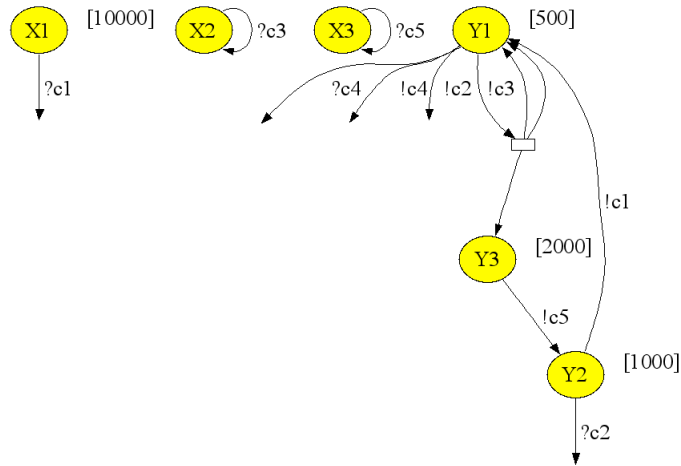 X1 [10000] X2 ?c3 X3 ?c5 Y1 [500]
?c1 ?c4 !c4 !c2 !c3
!c1
Y3 [2000]
!c5
Y2 [1000]
?c2